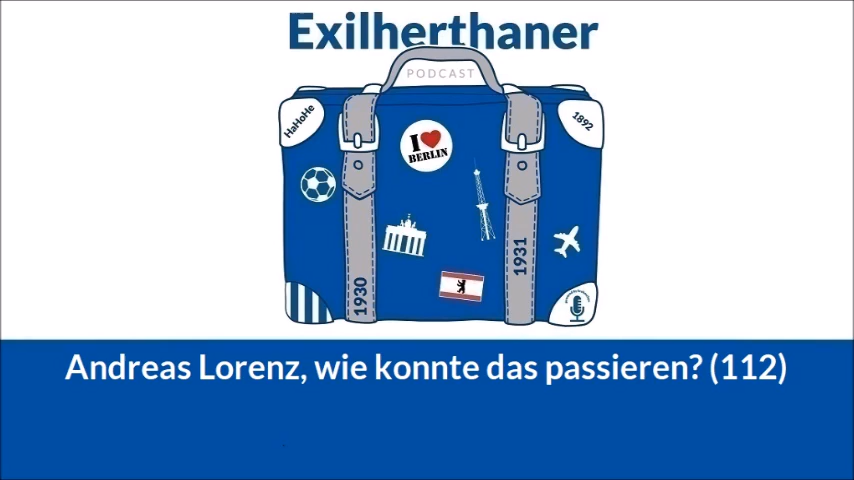 Exilherthaner
PODCAST
HaHoHe
1892
I
BERLIN
1930
1931
Andreas Lorenz, wie konnte das passieren? (112)